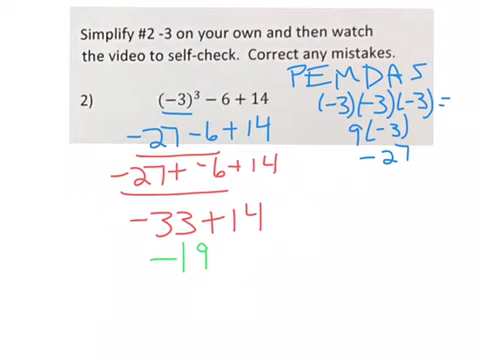 Simplify #2 -3 on your own and then watch
the video to self-check. Correct any mistakes.
PEMDAS
2) (−3)³ − 6 + 14
(-3)(-3)(-3) =
9(-3)
-27
-27 -6 + 14
-27 + -6 + 14
-33 + 14
-19